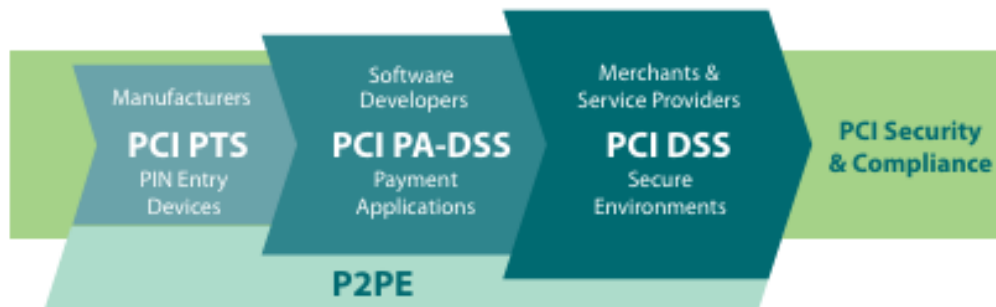 Manufacturers
PCI PTS
PIN Entry
Devices
Software
Developers
PCI PA-DSS
Payment
Applications
Merchants &
Service Providers
PCI DSS
Secure
Environments
PCI Security
& Compliance
P2PE